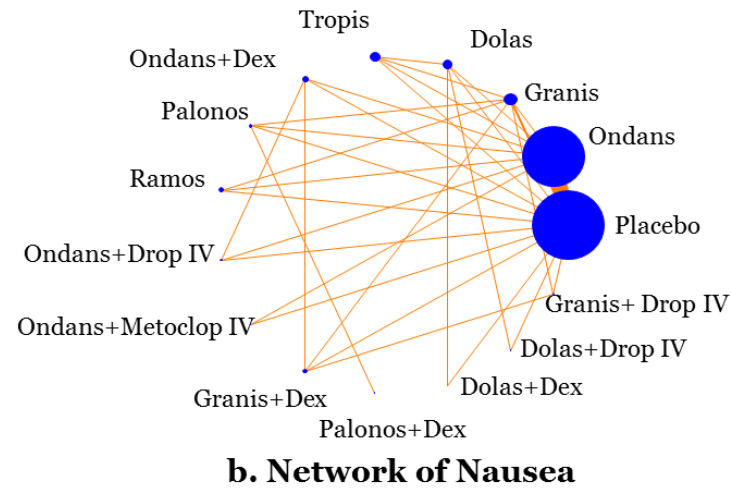 Tropis
Dolas
Ondans+Dex
Granis
Palonos
Ondans
Ramos
Placebo
Ondans+Drop IV
Granis+ Drop IV
Ondans+Metoclop IV
Dolas+Drop IV
Dolas+Dex
Granis+Dex
Palonos+Dex
b. Network of Nausea